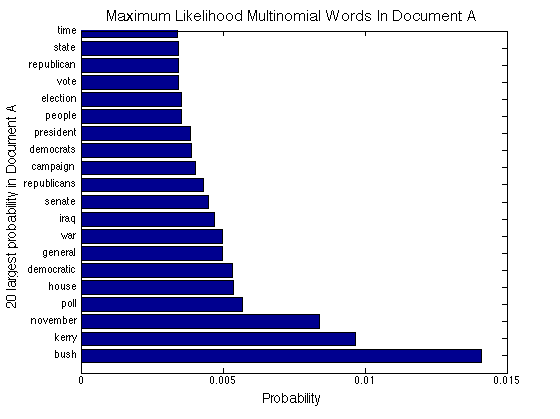 Maximum Likelihood Multinomial Words In Document A
20 largest probability in Document A
time
state
republican
vote
election
people
president
democrats
campaign
republicans
senate
iraq
war
general
democratic
house
poll
november
kerry
bush
0 0.005 0.01 0.015
Probability